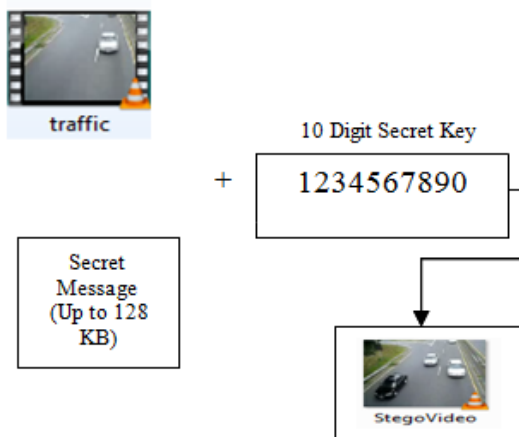 traffic
10 Digit Secret Key
+
1234567890
Secret
Message
(Up to 128
KB)
StegoVideo